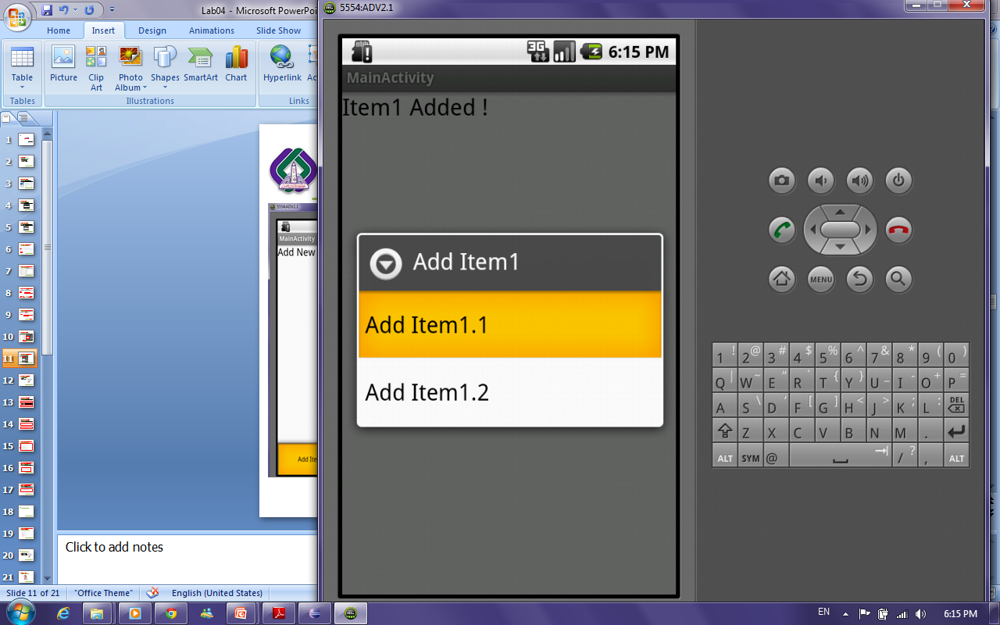 Lab04 - Microsoft PowerPoi
Home Insert Design Animations Slide Show
Table
Picture
Clip Art
Photo Album
Shapes
SmartArt
Chart
Hyperlink
Ac
Tables
Illustrations
Links
1
2
3
4
5
6
7
8
9
10
11
12
13
14
15
16
17
18
19
20
21
5554:ADV2.1
MainActivity
Add New
Add Ite
Click to add notes
Slide 11 of 21
"Office Theme"
English (United States)
5554:ADV2.1
3G
6:15 PM
MainActivity
Item1 Added !
Add Item1
Add Item1.1
Add Item1.2
MENU
1 ! 2 @ 3 # 4 $ 5 % 6 ^ 7 & 8 * 9 ( 0 )
Q | W ~ E " R ` T { Y } U _ I - O + P =
A S \ D ' F [ G ] H < J > K ; L : DEL
Z X C V B N M .
ALT SYM @ / ? , ALT
EN
6:15 PM